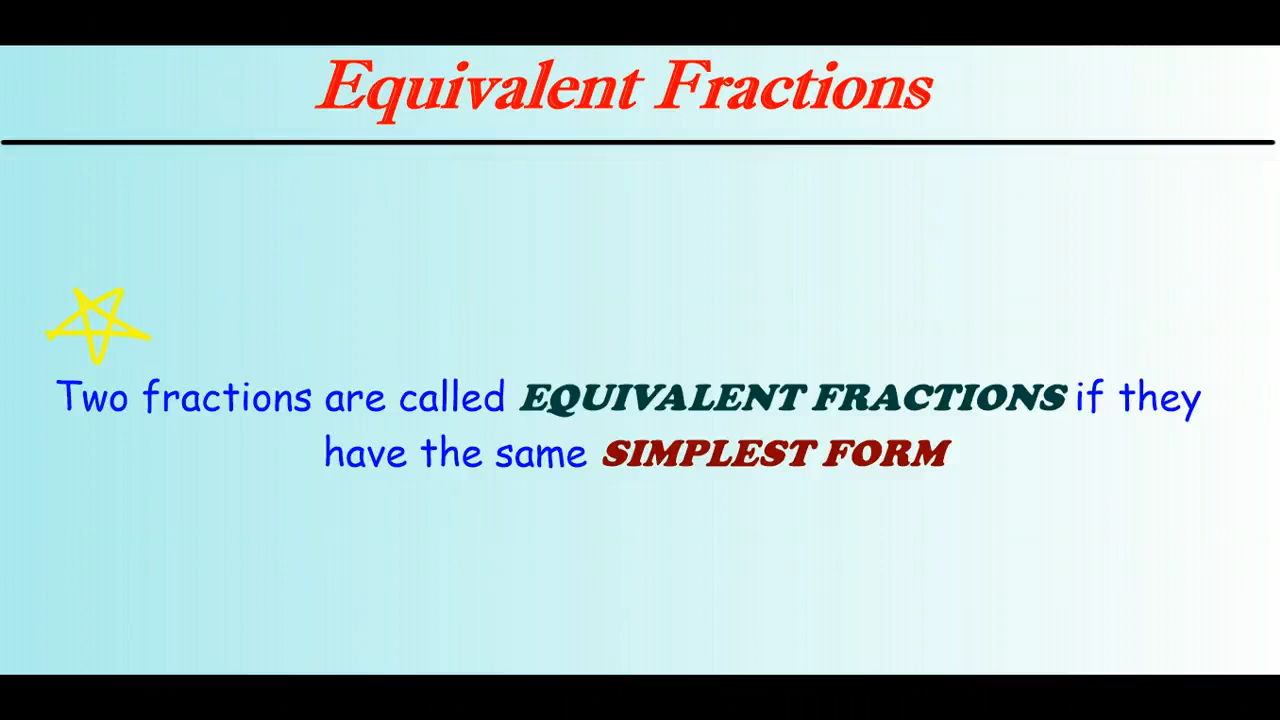 Equivalent Fractions
Two fractions are called EQUIVALENT FRACTIONS if they
have the same SIMPLEST FORM